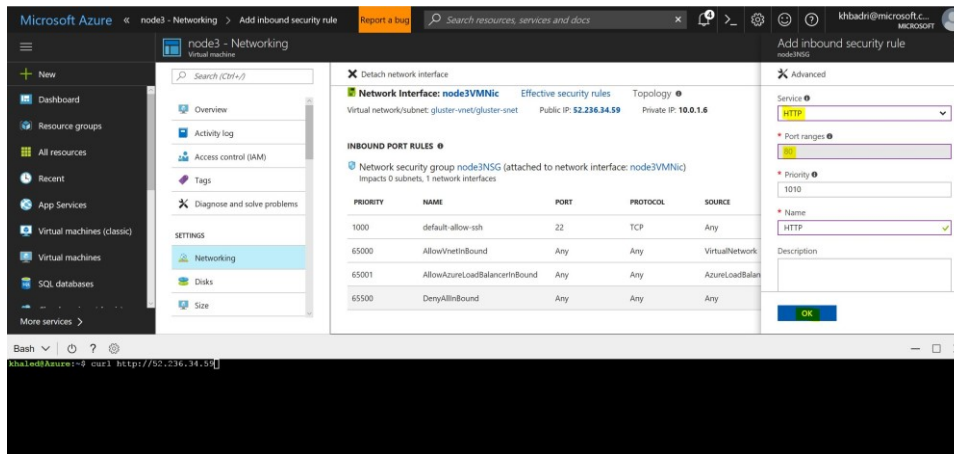 Microsoft Azure « node3 - Networking > Add inbound security rule
Report a bug
Search resources, services and docs
khbadri@microsoft.c...
MICROSOFT
New
Dashboard
Resource groups
All resources
Recent
App Services
Virtual machines (classic)
Virtual machines
SQL databases
More services >
node3 - Networking
Virtual machine
Search (Ctrl+/)
Overview
Activity log
Access control (IAM)
Tags
Diagnose and solve problems
SETTINGS
Networking
Disks
Size
Detach network interface
Network Interface: node3VMNic Effective security rules Topology
Virtual network/subnet: gluster-vnet/gluster-snet Public IP: 52.236.34.59 Private IP: 10.0.1.6
INBOUND PORT RULES
Network security group node3NSG (attached to network interface: node3VMNic)
Impacts 0 subnets, 1 network interfaces
PRIORITY NAME PORT PROTOCOL SOURCE
1000 default-allow-ssh 22 TCP Any
65000 AllowVnetInBound Any Any VirtualNetwork
65001 AllowAzureLoadBalancerInBound Any Any AzureLoadBalan
65500 DenyAllInBound Any Any Any
Add inbound security rule
node3NSG
Advanced
Service
HTTP
* Port ranges
80
* Priority
1010
* Name
HTTP
Description
OK
Bash
khaled@Azure:~$ curl http://52.236.34.59